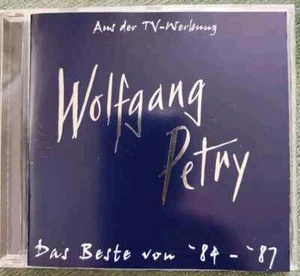 Aus der TV-Werbung
Wolfgang
Petry
Das Beste von '84 - '87